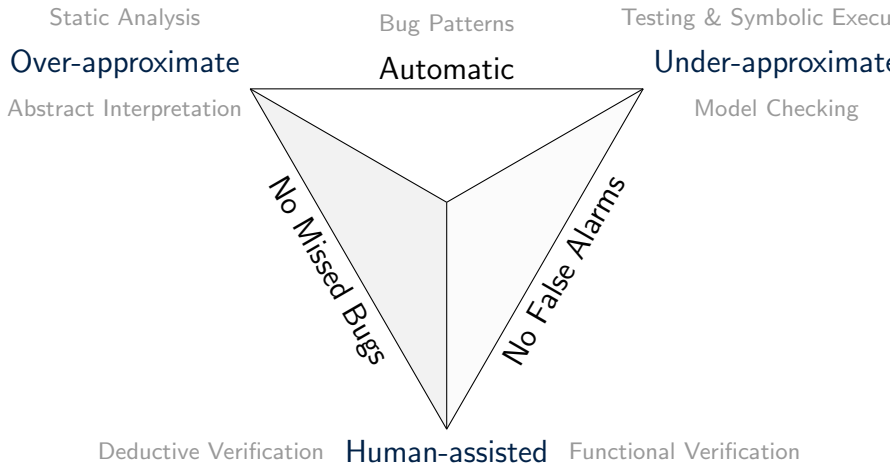 Static Analysis
Bug Patterns
Testing & Symbolic Execu
Over-approximate
Automatic
Under-approximate
Abstract Interpretation
Model Checking
No Missed Bugs
No False Alarms
Deductive Verification
Human-assisted
Functional Verification